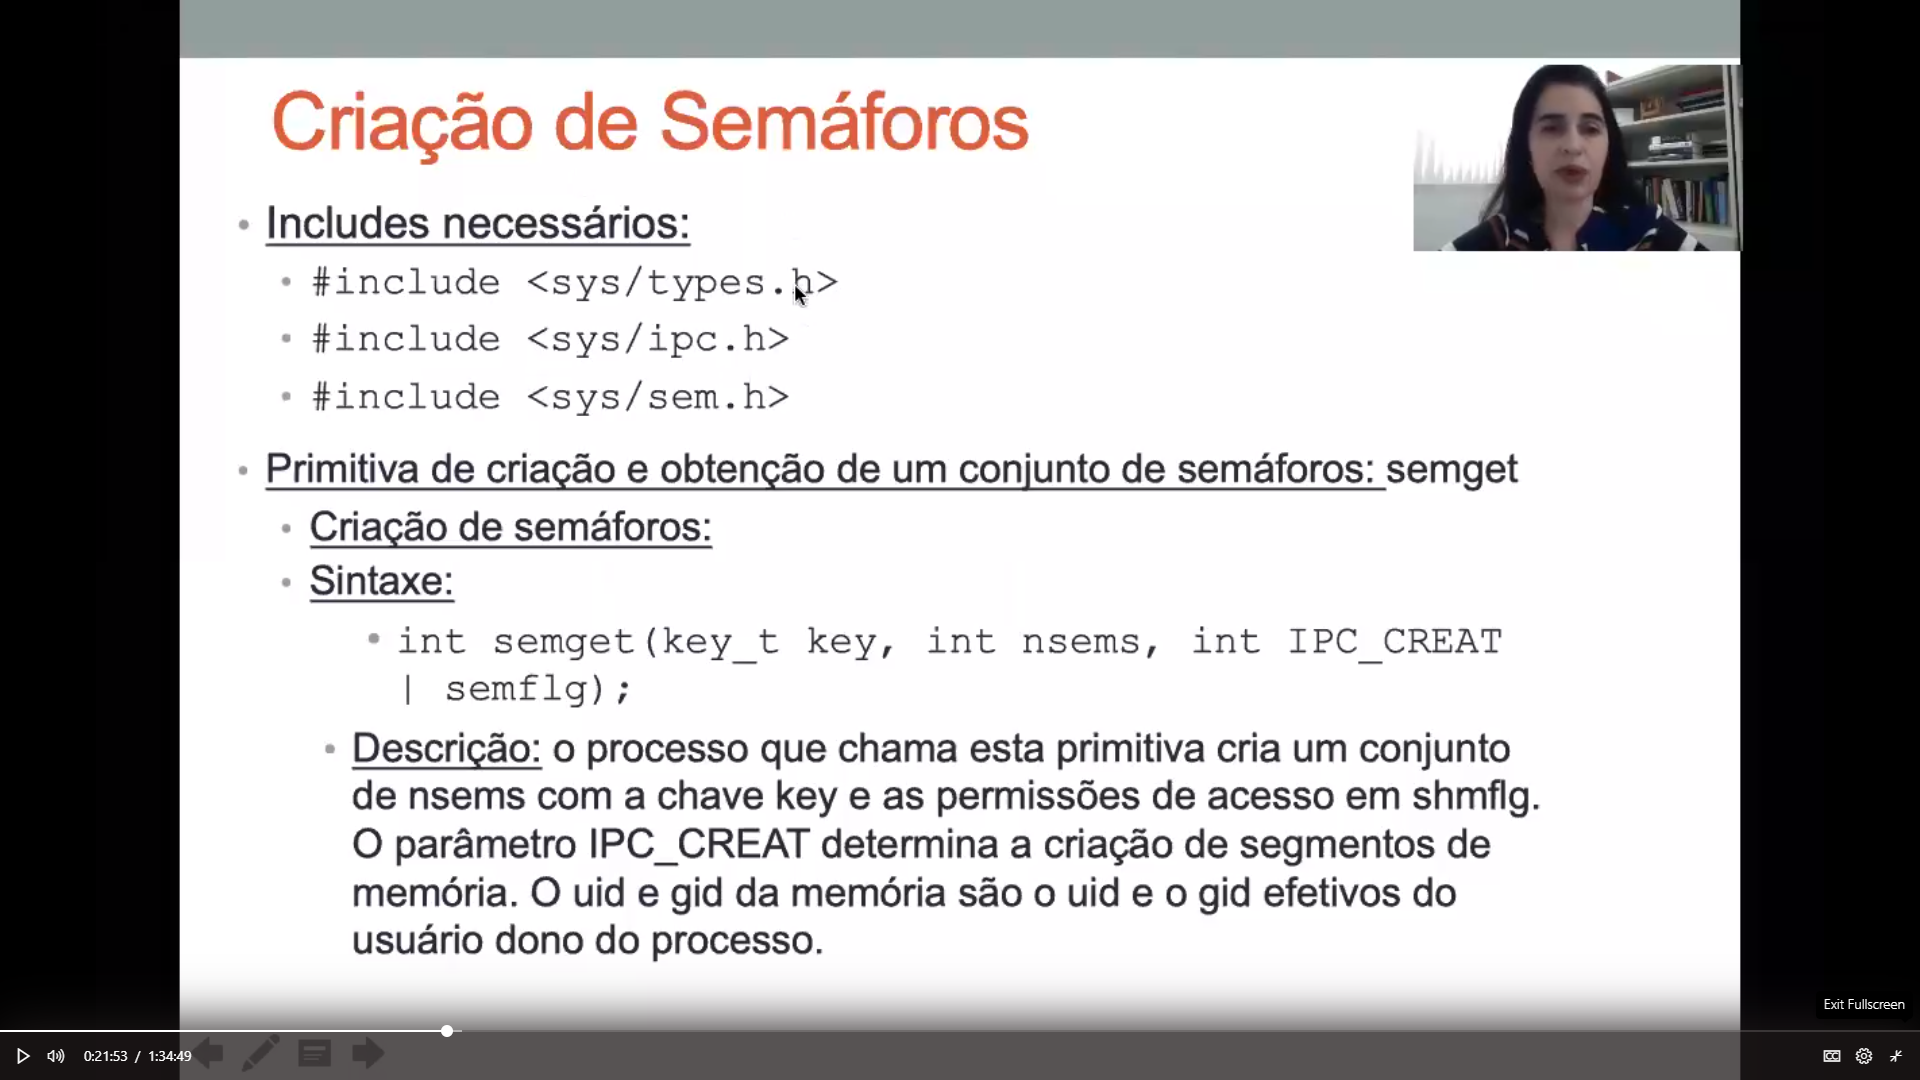 Criação de Semáforos
• Includes necessários:
• #include <sys/types.h>
• #include <sys/ipc.h>
• #include <sys/sem.h>
• Primitiva de criação e obtenção de um conjunto de semáforos: semget
• Criação de semáforos:
• Sintaxe:
• int semget(key_t key, int nsems, int IPC_CREAT
| semflg);
• Descrição: o processo que chama esta primitiva cria um conjunto
de nsems com a chave key e as permissões de acesso em shmflg.
O parâmetro IPC_CREAT determina a criação de segmentos de
memória. O uid e gid da memória são o uid e o gid efetivos do
usuário dono do processo.
Exit Fullscreen
0:21:53 / 1:34:49
CC